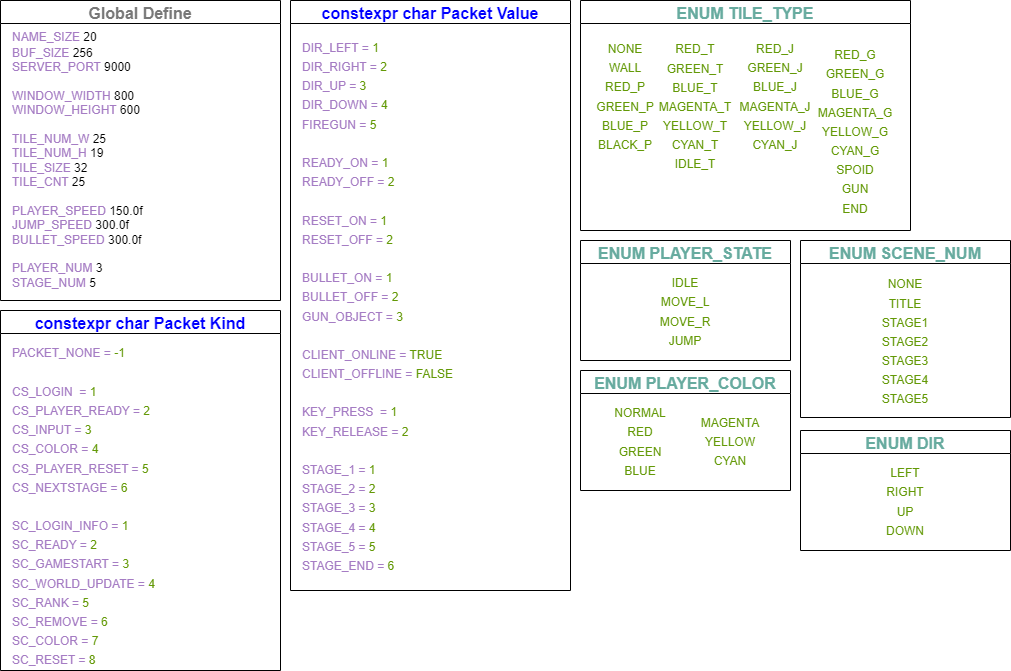 Global Define
NAME_SIZE 20
BUF_SIZE 256
SERVER_PORT 9000
WINDOW_WIDTH 800
WINDOW_HEIGHT 600
TILE_NUM_W 25
TILE_NUM_H 19
TILE_SIZE 32
TILE_CNT 25
PLAYER_SPEED 150.0f
JUMP_SPEED 300.0f
BULLET_SPEED 300.0f
PLAYER_NUM 3
STAGE_NUM 5
constexpr char Packet Kind
PACKET_NONE = -1
CS_LOGIN = 1
CS_PLAYER_READY = 2
CS_INPUT = 3
CS_COLOR = 4
CS_PLAYER_RESET = 5
CS_NEXTSTAGE = 6
SC_LOGIN_INFO = 1
SC_READY = 2
SC_GAMESTART = 3
SC_WORLD_UPDATE = 4
SC_RANK = 5
SC_REMOVE = 6
SC_COLOR = 7
SC_RESET = 8
constexpr char Packet Value
DIR_LEFT = 1
DIR_RIGHT = 2
DIR_UP = 3
DIR_DOWN = 4
FIREGUN = 5
READY_ON = 1
READY_OFF = 2
RESET_ON = 1
RESET_OFF = 2
BULLET_ON = 1
BULLET_OFF = 2
GUN_OBJECT = 3
CLIENT_ONLINE = TRUE
CLIENT_OFFLINE = FALSE
KEY_PRESS = 1
KEY_RELEASE = 2
STAGE_1 = 1
STAGE_2 = 2
STAGE_3 = 3
STAGE_4 = 4
STAGE_5 = 5
STAGE_END = 6
ENUM TILE_TYPE
NONE
WALL
RED_P
GREEN_P
BLUE_P
BLACK_P
RED_T
GREEN_T
BLUE_T
MAGENTA_T
YELLOW_T
CYAN_T
IDLE_T
RED_J
GREEN_J
BLUE_J
MAGENTA_J
YELLOW_J
CYAN_J
RED_G
GREEN_G
BLUE_G
MAGENTA_G
YELLOW_G
CYAN_G
SPOID
GUN
END
ENUM PLAYER_STATE
IDLE
MOVE_L
MOVE_R
JUMP
ENUM PLAYER_COLOR
NORMAL
RED
GREEN
BLUE
MAGENTA
YELLOW
CYAN
ENUM SCENE_NUM
NONE
TITLE
STAGE1
STAGE2
STAGE3
STAGE4
STAGE5
ENUM DIR
LEFT
RIGHT
UP
DOWN